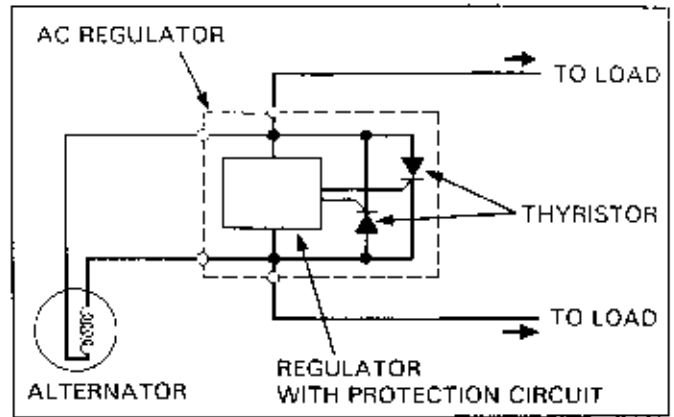 AC REGULATOR
TO LOAD
THYRISTOR
TO LOAD
REGULATOR
WITH PROTECTION CIRCUIT
ALTERNATOR